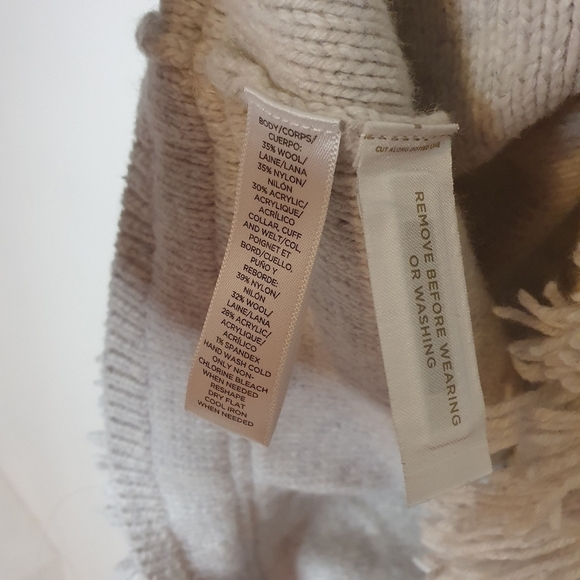 BODY/CORPS/
CUERPO:
35% WOOL/
LAINE/LANA
35% NYLON/
NILÓN
30% ACRYLIC/
ACRYLIQUE/
ACRÍLICO
COLLAR, CUFF
AND WELT/COL,
POIGNET ET
BORD/CUELLO,
PUÑO Y
REBORDE:
39% NYLON/
NILÓN
32% WOOL/
LAINE/LANA
28% ACRYLIC/
ACRYLIQUE/
ACRÍLICO
1% SPANDEX
HAND WASH COLD
ONLY NON-
CHLORINE BLEACH
WHEN NEEDED
RESHAPE
DRY FLAT
COOL IRON
WHEN NEEDED
CUT ALONG DOTTED LINE
REMOVE BEFORE WEARING
OR WASHING